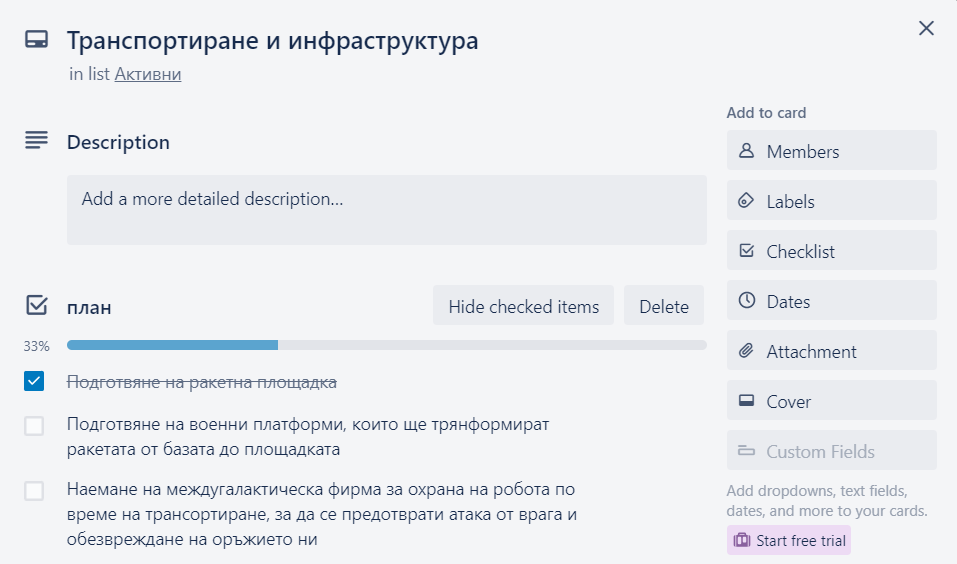 Транспортиране и инфраструктура
in list Активни
Description
Add a more detailed description...
план
Hide checked items
Delete
33%
Подготвяне на ракетна площадка
Подготвяне на военни платформи, които ще трянформират
ракетата от базата до площадката
Наемане на междугалактическа фирма за охрана на робота по
време на трансортиране, за да се предотврати атака от врага и
обезвреждане на оръжието ни
Add to card
Members
Labels
Checklist
Dates
Attachment
Cover
Custom Fields
Add dropdowns, text fields,
dates, and more to your cards.
Start free trial